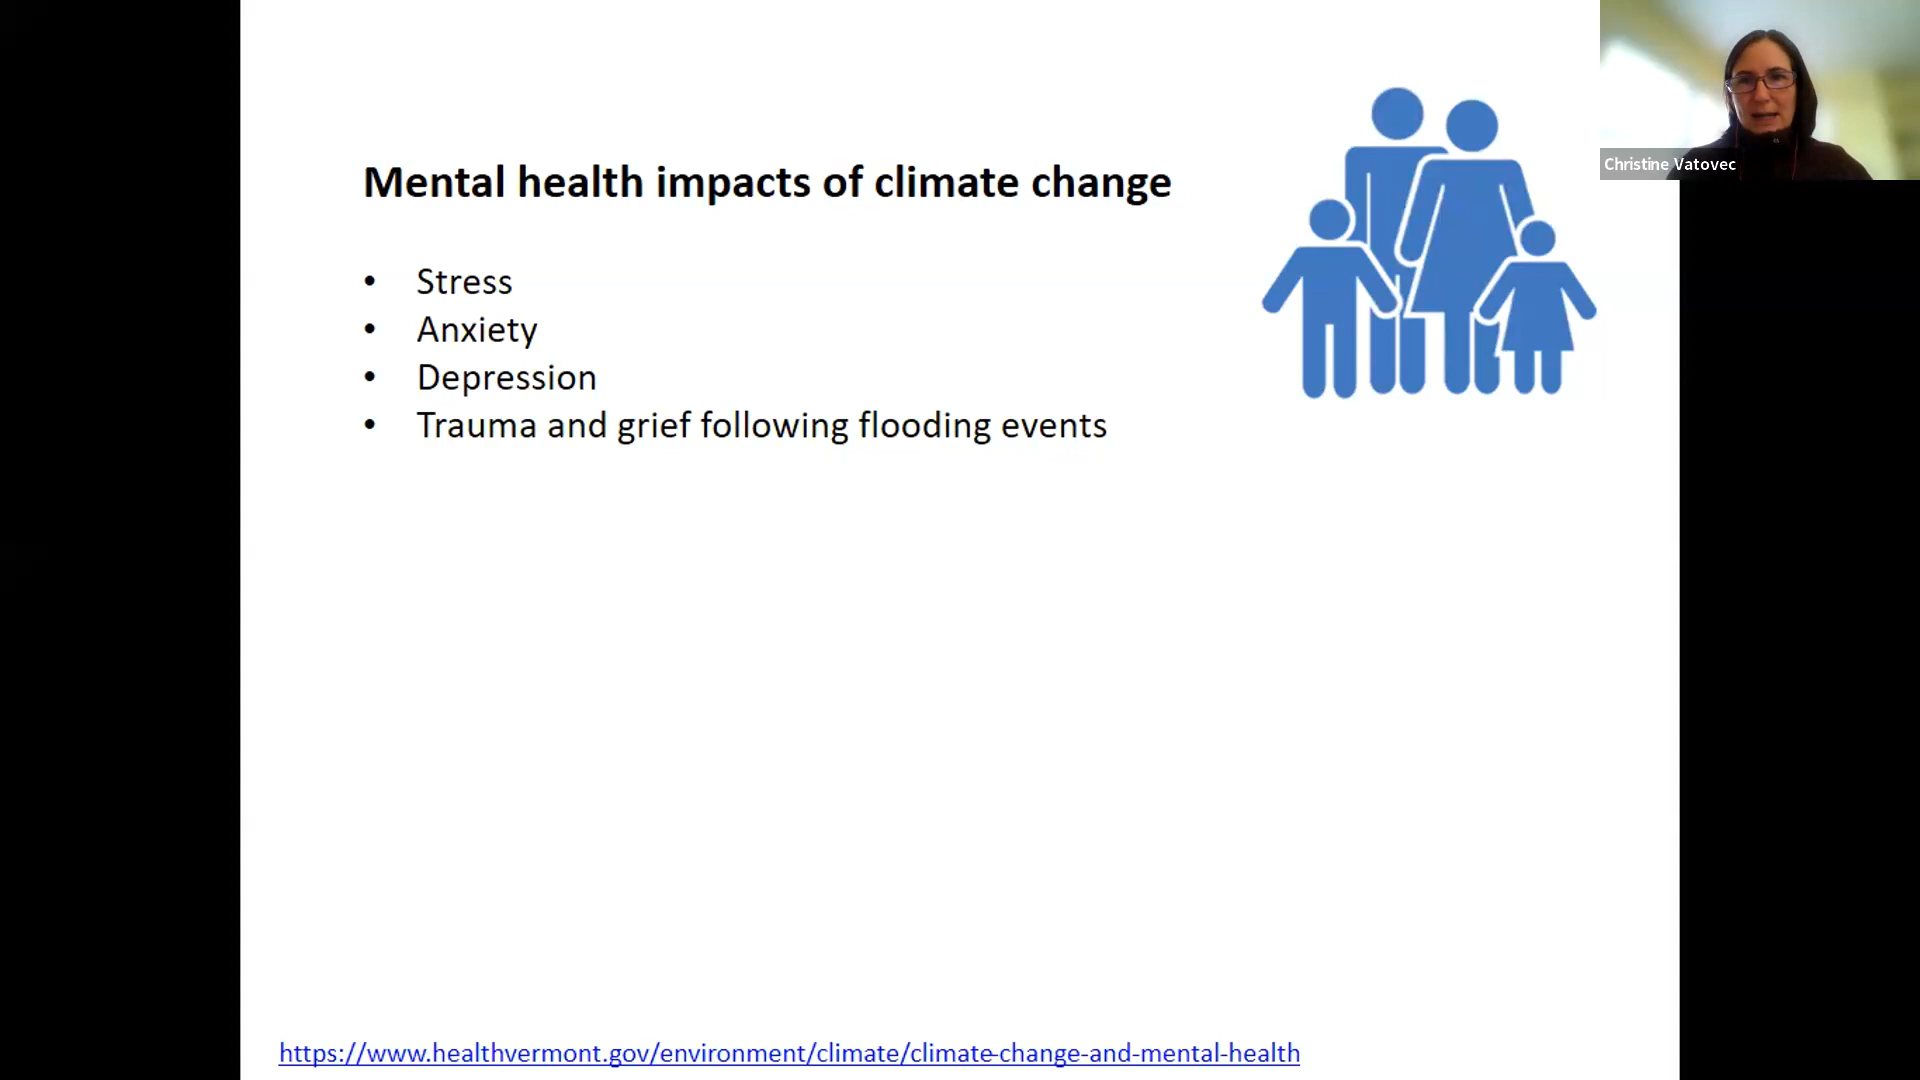 Mental health impacts of climate change
• Stress
• Anxiety
• Depression
• Trauma and grief following flooding events
https://www.healthvermont.gov/environment/climate/climate-change-and-mental-health
Christine Vatovec